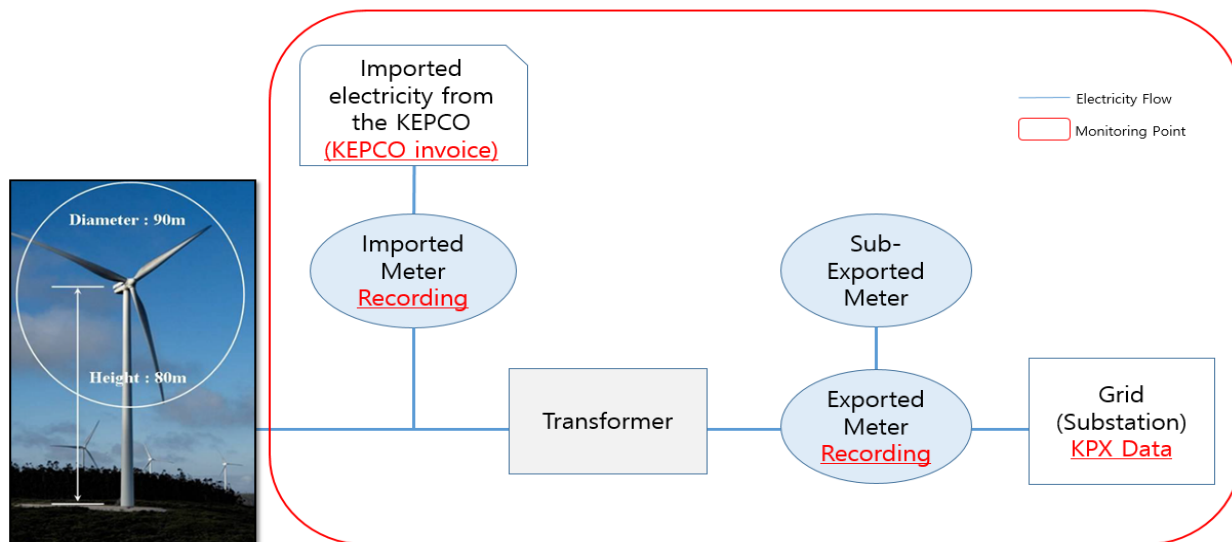 Imported
electricity from
the KEPCO
(KEPCO invoice)
Electricity Flow
Monitoring Point
Diameter : 90m
Height : 80m
Imported
Meter
Recording
Sub-
Exported
Meter
Transformer
Exported
Meter
Recording
Grid
(Substation)
KPX Data